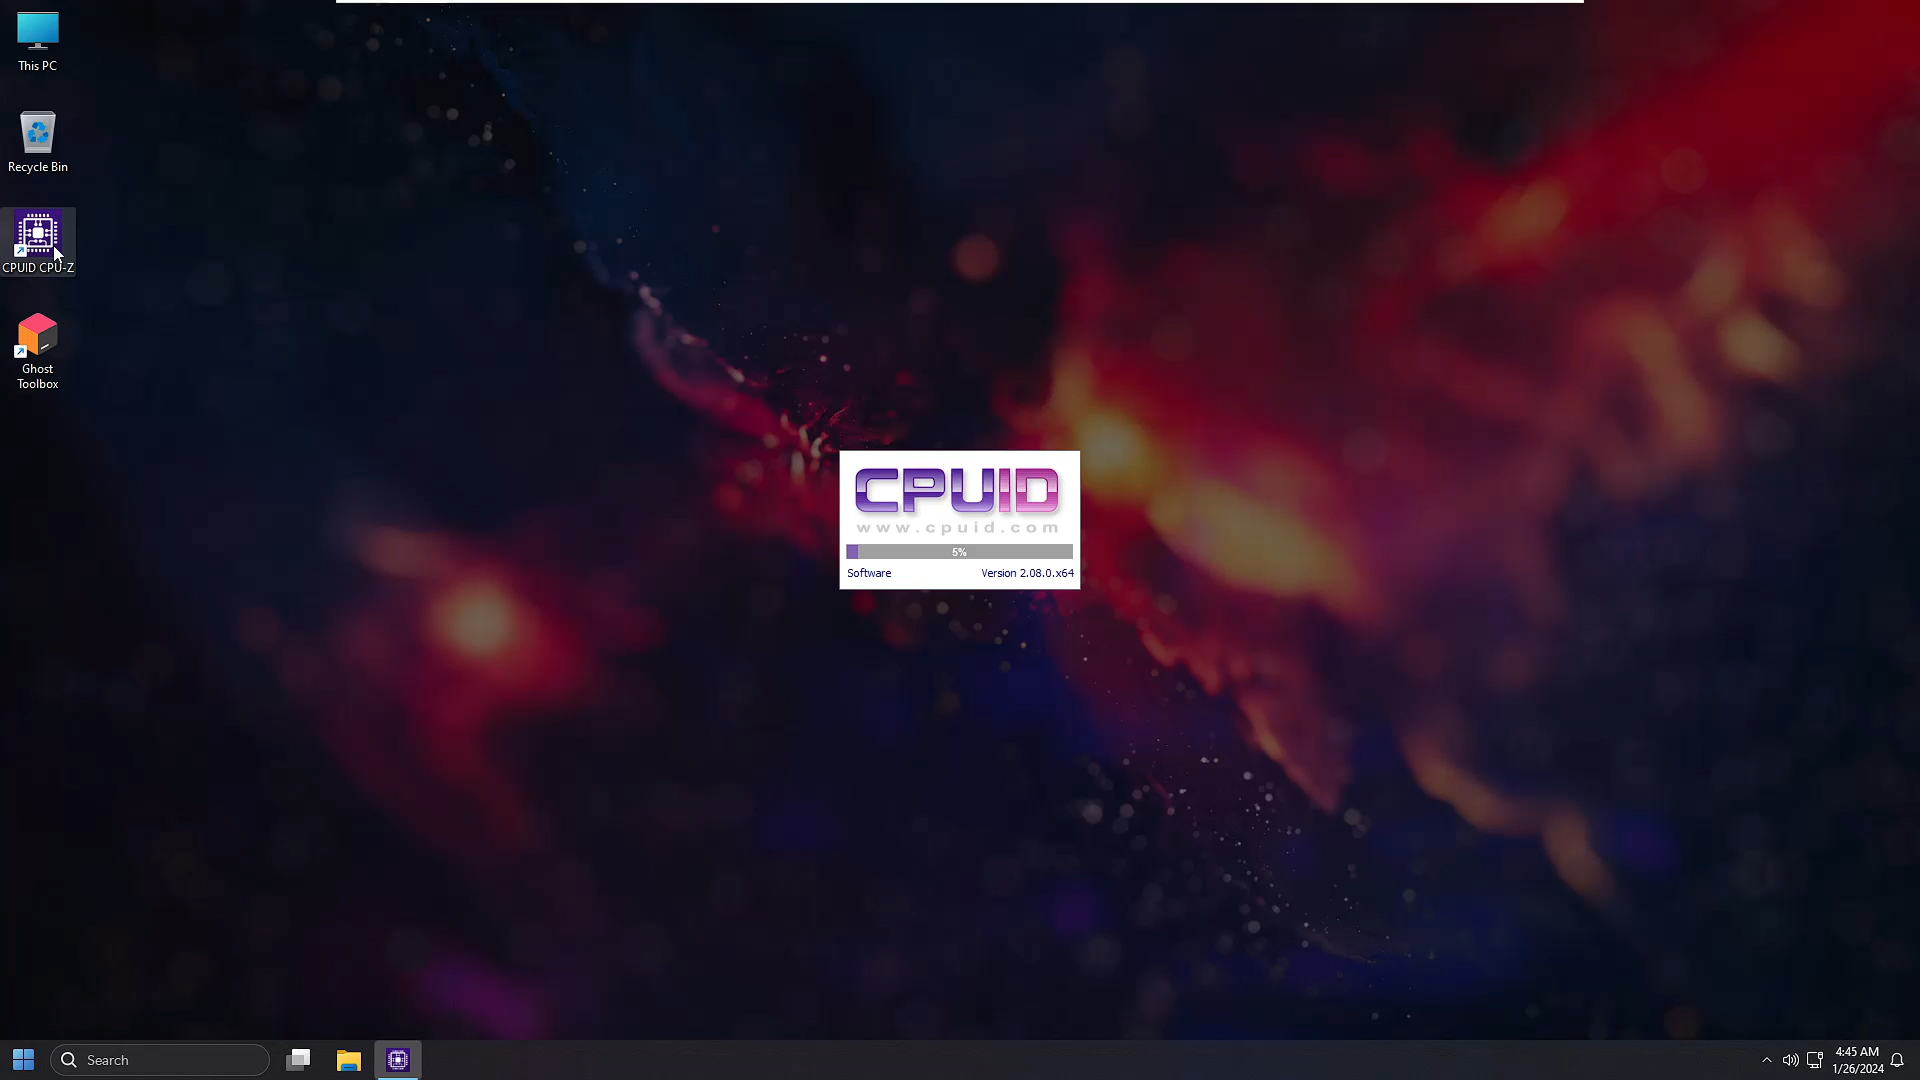 This PC
Recycle Bin
CPUID CPU-Z
Ghost
Toolbox
CPUID
www.cpuid.com
5%
Software
Version 2.08.0.x64
Search
4:45 AM
1/26/2024